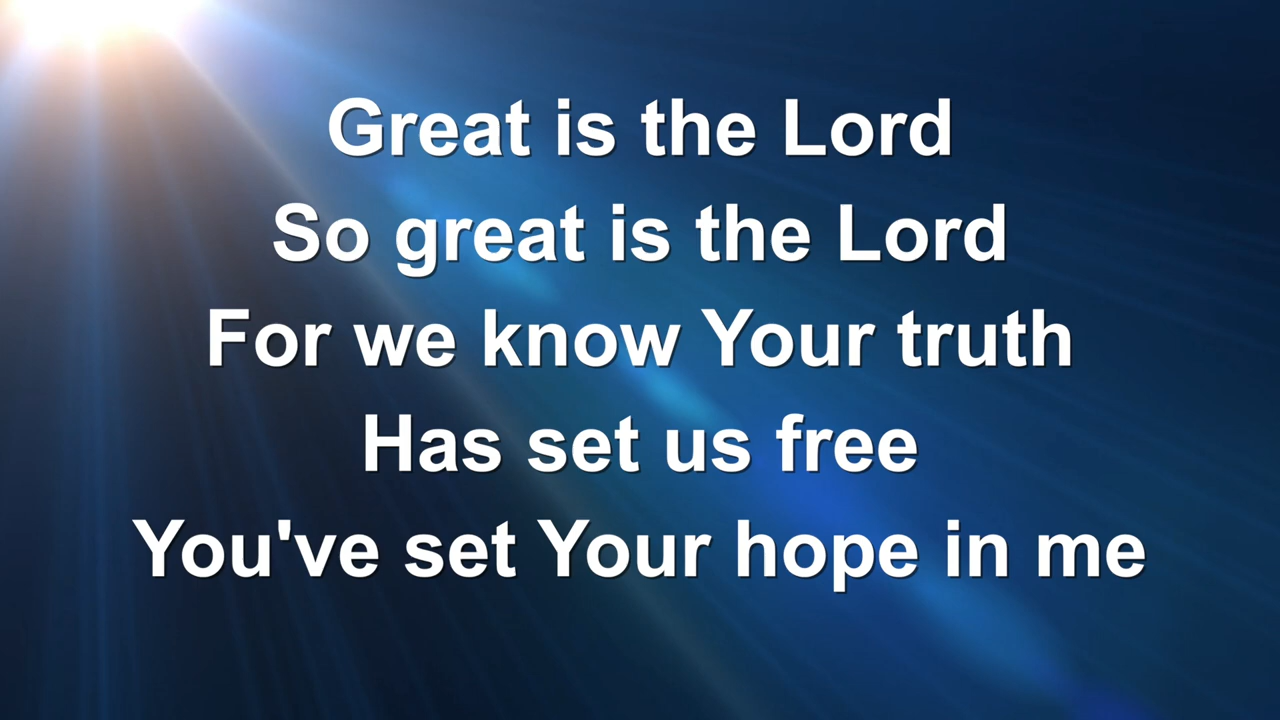 Great is the Lord
So great is the Lord
For we know Your truth
Has set us free
You've set Your hope in me